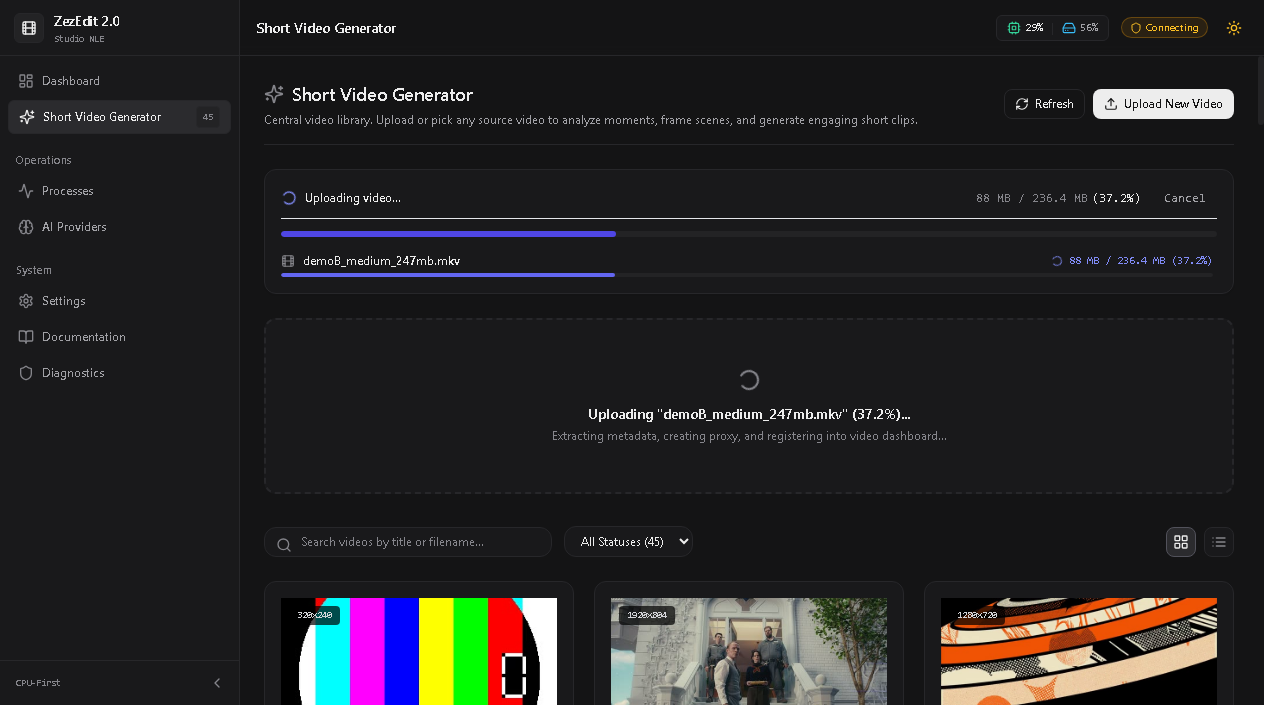 ZezEdit 2.0
Studio NLE
Dashboard
Short Video Generator 45
Operations
Processes
AI Providers
System
Settings
Documentation
Diagnostics
CPU-First
Short Video Generator
29% 56%
Connecting
Short Video Generator
Central video library. Upload or pick any source video to analyze moments, frame scenes, and generate engaging short clips.
Refresh
Upload New Video
Uploading video...
88 MB / 236.4 MB (37.2%) Cancel
demoB_medium_247mb.mkv
88 MB / 236.4 MB (37.2%)
Uploading "demoB_medium_247mb.mkv" (37.2%)...
Extracting metadata, creating proxy, and registering into video dashboard...
Search videos by title or filename...
All Statuses (45)
320x240
1920x804
1280x720